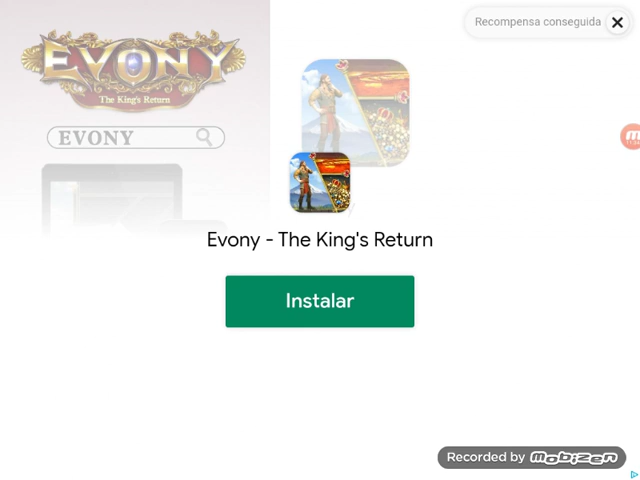 Recompensa conseguida
EVONY
The King's Return
EVONY
Evony - The King's Return
Instalar
Recorded by Mobizen